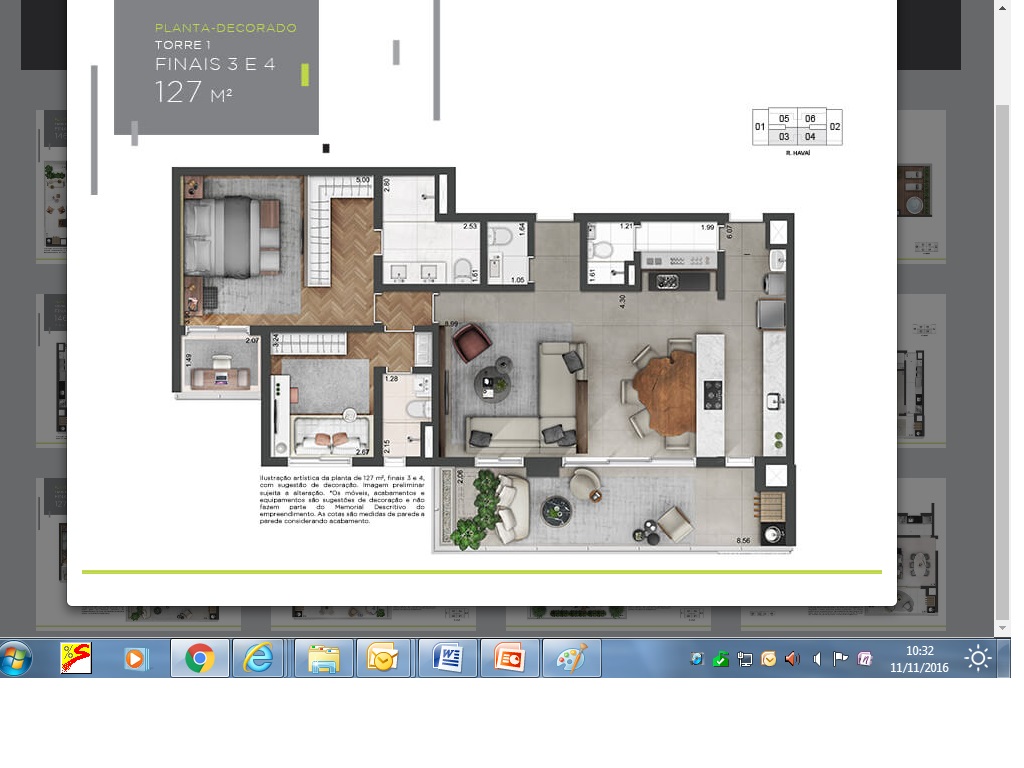 PLANTA-DECORADO
TORRE 1
FINAIS 3 E 4
127 M²
01 05 06 02
03 04
R. HAVAÍ
5,00
2.80
2.53
1.61
1.64
1.05
1.21
1.61
1.99
6.07
4.30
8.99
2.07
1.49
3.24
2.67
1.28
2.15
2.06
8.56
Ilustração artística da planta de 127 m², finais 3 e 4,
com sugestão de decoração. Imagem preliminar
sujeita a alteração. *Os móveis, acabamentos e
equipamentos são sugestões de decoração e não
fazem parte do Memorial Descritivo do
empreendimento. As cotas são medidas de parede a
parede considerando acabamento.
10:32
11/11/2016